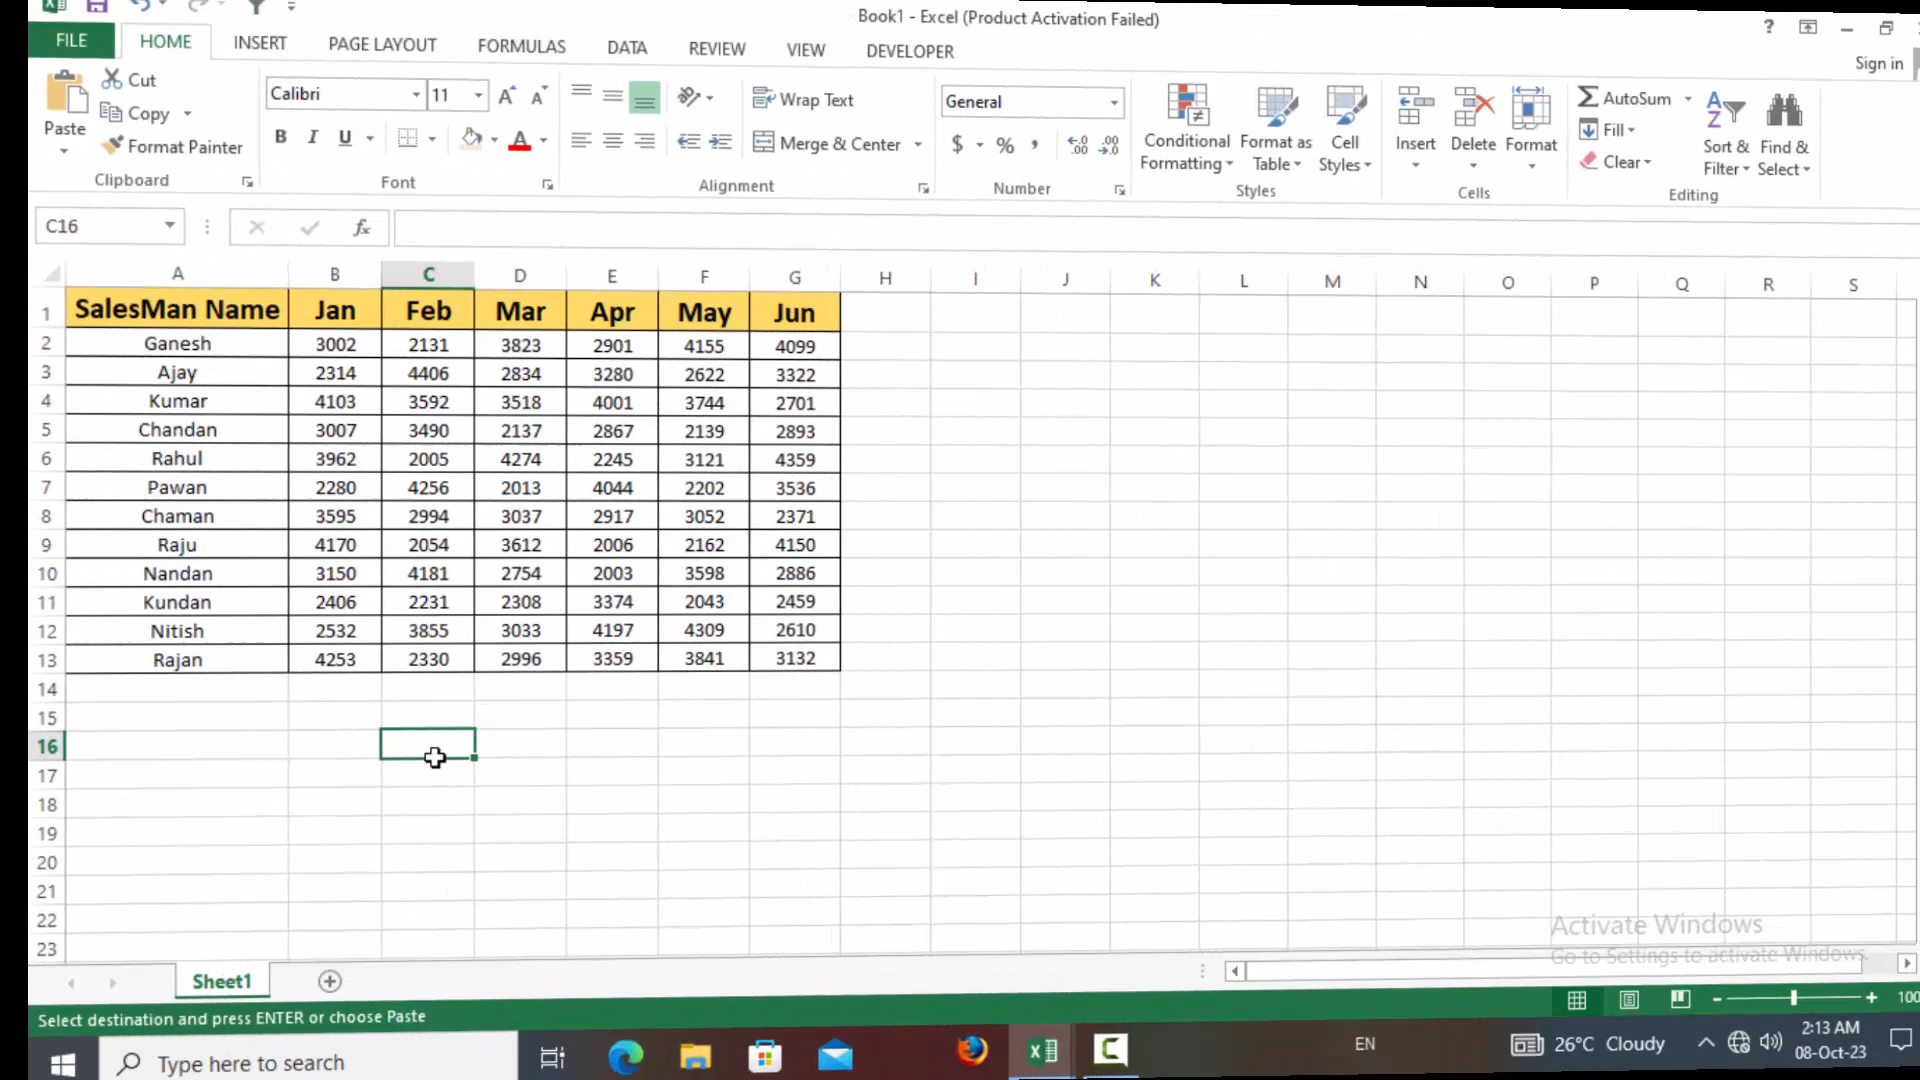 Book1 - Excel (Product Activation Failed)
?
FILE HOME INSERT PAGE LAYOUT FORMULAS DATA REVIEW VIEW DEVELOPER
Sign in
Paste
Cut
Copy
Format Painter
Clipboard
Calibri 11
B I U A
Font
Wrap Text
Merge & Center
Alignment
General
$ % ,
Number
Conditional Formatting
Format as Table
Cell Styles
Styles
Insert Delete Format
Cells
AutoSum
Fill
Clear
Sort & Filter
Find & Select
Editing
C16 fx
A B C D E F G H I J K L M N O P Q R S
1 SalesMan Name Jan Feb Mar Apr May Jun
2 Ganesh 3002 2131 3823 2901 4155 4099
3 Ajay 2314 4406 2834 3280 2622 3322
4 Kumar 4103 3592 3518 4001 3744 2701
5 Chandan 3007 3490 2137 2867 2139 2893
6 Rahul 3962 2005 4274 2245 3121 4359
7 Pawan 2280 4256 2013 4044 2202 3536
8 Chaman 3595 2994 3037 2917 3052 2371
9 Raju 4170 2054 3612 2006 2162 4150
10 Nandan 3150 4181 2754 2003 3598 2886
11 Kundan 2406 2231 2308 3374 2043 2459
12 Nitish 2532 3855 3033 4197 4309 2610
13 Rajan 4253 2330 2996 3359 3841 3132
14
15
16
17
18
19
20
21
22
23
Activate Windows
Go to Settings to activate Windows.
Sheet1
Select destination and press ENTER or choose Paste
100
Type here to search
EN
26°C Cloudy
2:13 AM
08-Oct-23